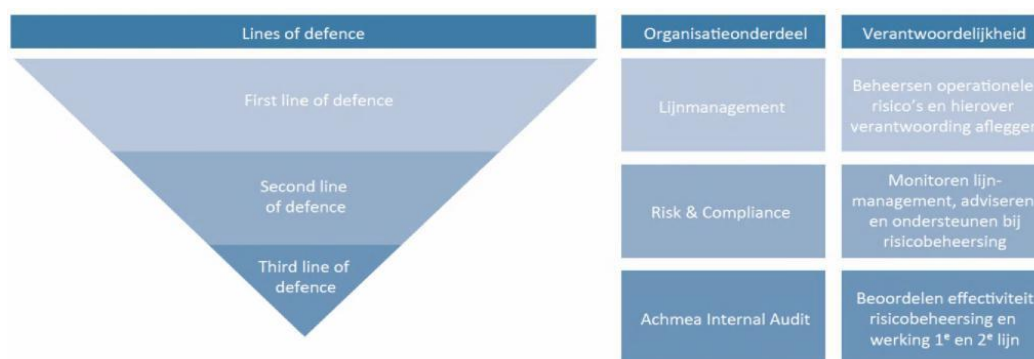 Lines of defence
Organisatieonderdeel
Verantwoordelijkheid
First line of defence
Lijnmanagement
Beheersen operationele
risico's en hierover
verantwoording afleggen
Second line
of defence
Risk & Compliance
Monitoren lijn-
management, adviseren
en ondersteunen bij
risicobeheersing
Third line of
defence
Achmea Internal Audit
Beoordelen effectiviteit
risicobeheersing en
werking 1ᵉ en 2ᵉ lijn